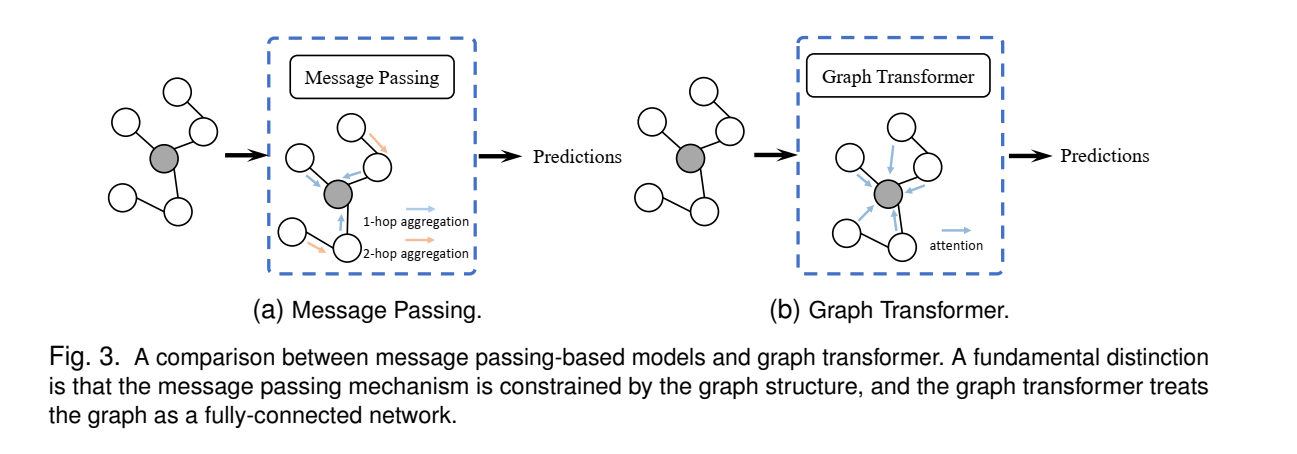 Message Passing
1-hop aggregation
2-hop aggregation
Predictions
(a) Message Passing.
Graph Transformer
attention
Predictions
(b) Graph Transformer.
Fig. 3. A comparison between message passing-based models and graph transformer. A fundamental distinction
is that the message passing mechanism is constrained by the graph structure, and the graph transformer treats
the graph as a fully-connected network.